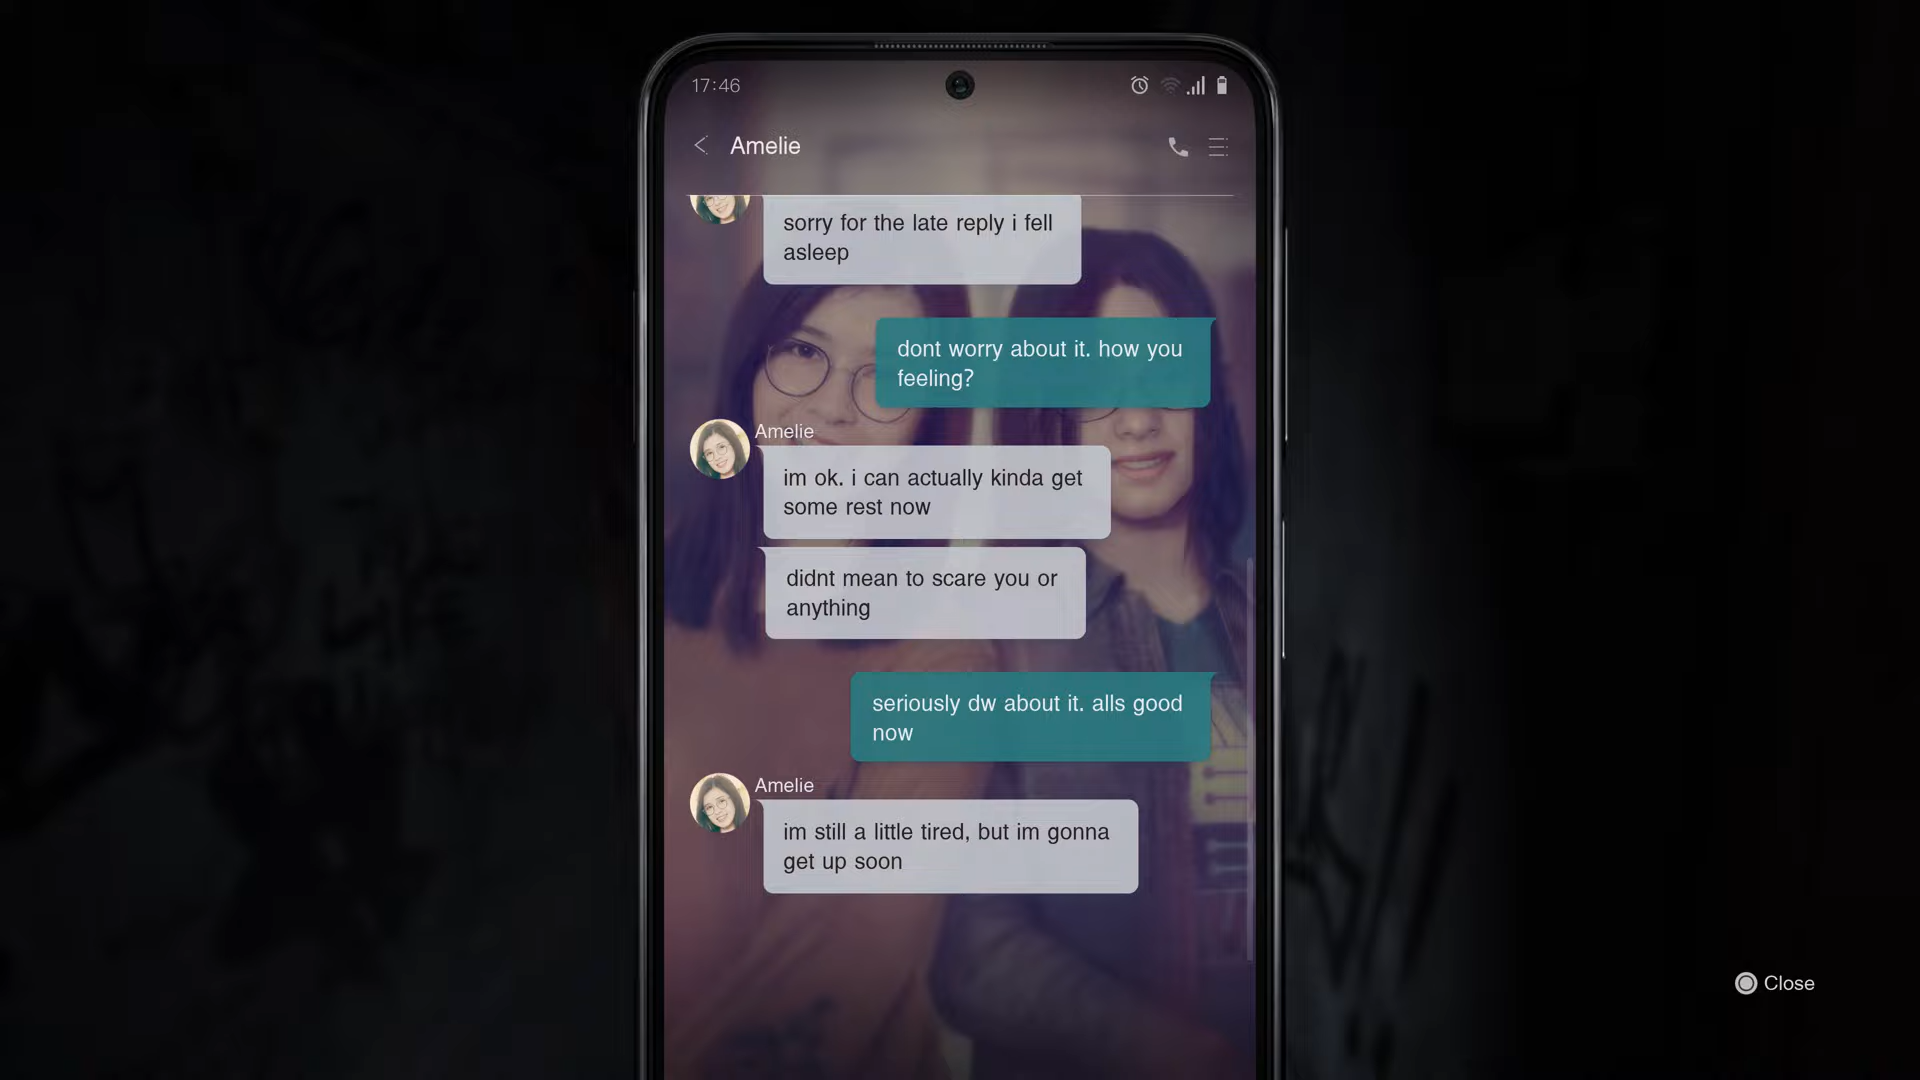 17:46
Amelie
sorry for the late reply i fell
asleep
dont worry about it. how you
feeling?
Amelie
im ok. i can actually kinda get
some rest now
didnt mean to scare you or
anything
seriously dw about it. alls good
now
Amelie
im still a little tired, but im gonna
get up soon
Close